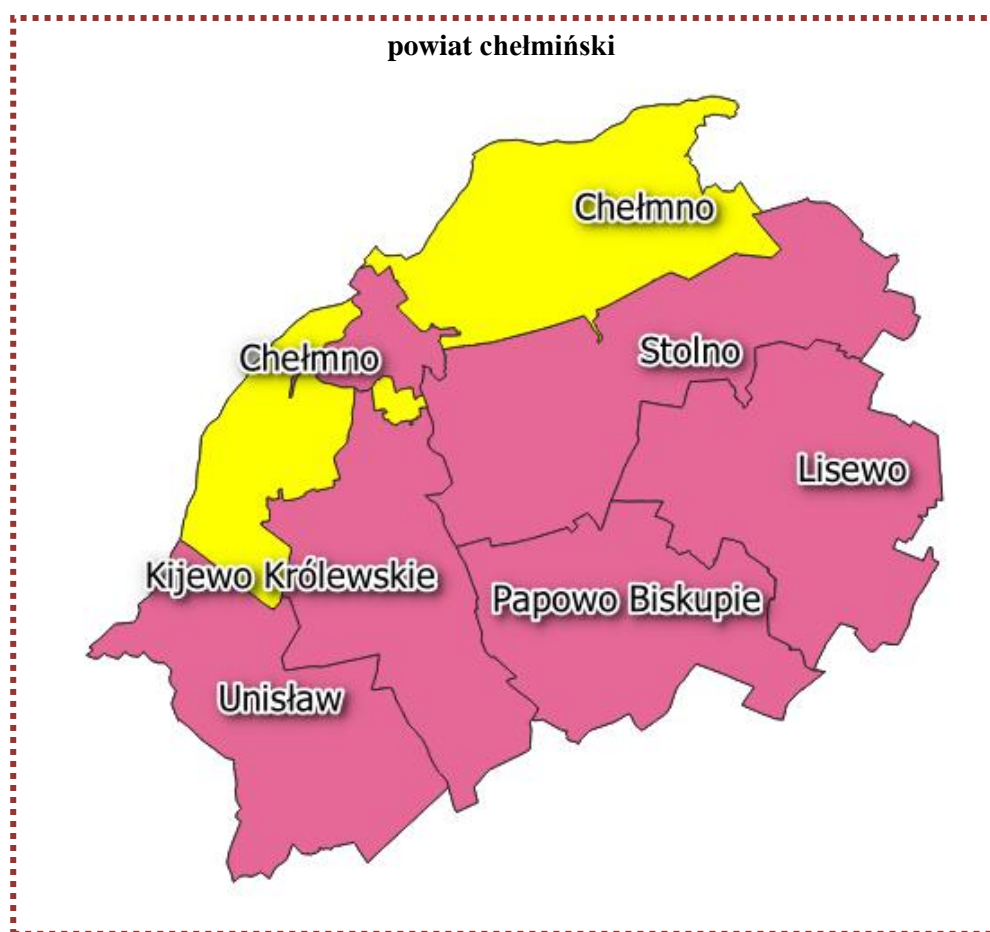 powiat chełmiński
Chełmno
Stolno
Chełmno
Lisewo
Kijewo Królewskie
Papowo Biskupie
Unisław